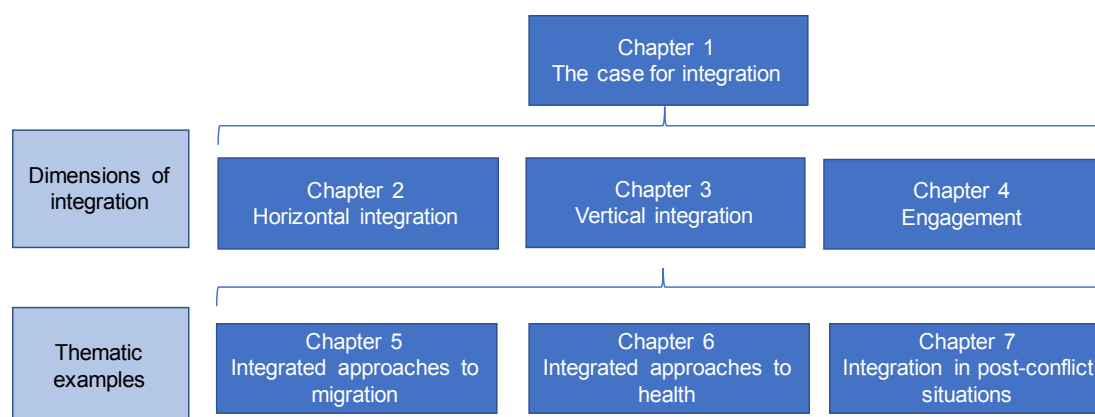 Chapter 1
The case for integration
Dimensions of
integration
Chapter 2
Horizontal integration
Chapter 3
Vertical integration
Chapter 4
Engagement
Thematic
examples
Chapter 5
Integrated approaches to
migration
Chapter 6
Integrated approaches to
health
Chapter 7
Integration in post-conflict
situations